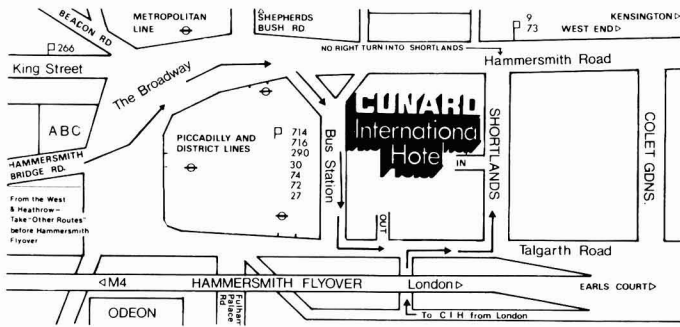 BEACON RD
METROPOLITAN
LINE
SHEPHERDS
BUSH RD
9
73
KENSINGTON
WEST END
266
King Street
The Broadway
NO RIGHT TURN INTO SHORTLANDS
Hammersmith Road
ABC
HAMMERSMITH
BRIDGE RD.
PICCADILLY AND
DISTRICT LINES
714
716
290
30
74
72
27
Bus Station
CUNARD
International
Hotel
IN
SHORTLANDS
COLET GDNS.
From the West
& Heathrow–
Take "Other Routes"
before Hammersmith
Flyover
OUT
Talgarth Road
M4
HAMMERSMITH FLYOVER
London
EARLS COURT
ODEON
Fulham
Palace
Rd
To C I H from London